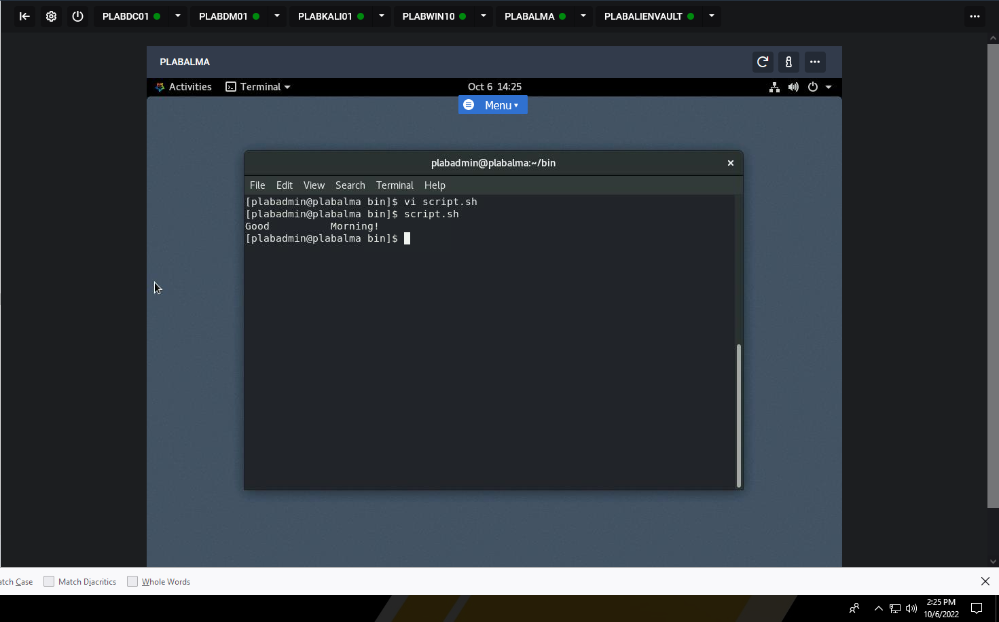 PLABDC01 PLABDM01 PLABKALI01 PLABWIN10 PLABALMA PLABALIENVAULT
PLABALMA
Activities Terminal Oct 6 14:25
Menu
plabadmin@plabalma:~/bin
File Edit View Search Terminal Help
[plabadmin@plabalma bin]$ vi script.sh
[plabadmin@plabalma bin]$ script.sh
Good          Morning!
[plabadmin@plabalma bin]$
atch Case Match Diacritics Whole Words
2:25 PM
10/6/2022